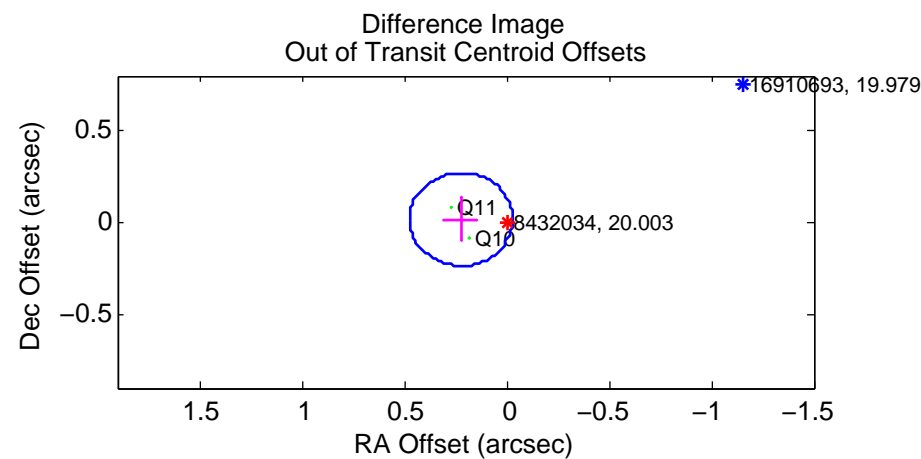 Difference Image
Out of Transit Centroid Offsets
16910693, 19.979
0.5
Q11
0
8432034, 20.003
Q10
−0.5
Dec Offset (arcsec)
1.5 1 0.5 0 −0.5 −1 −1.5
RA Offset (arcsec)